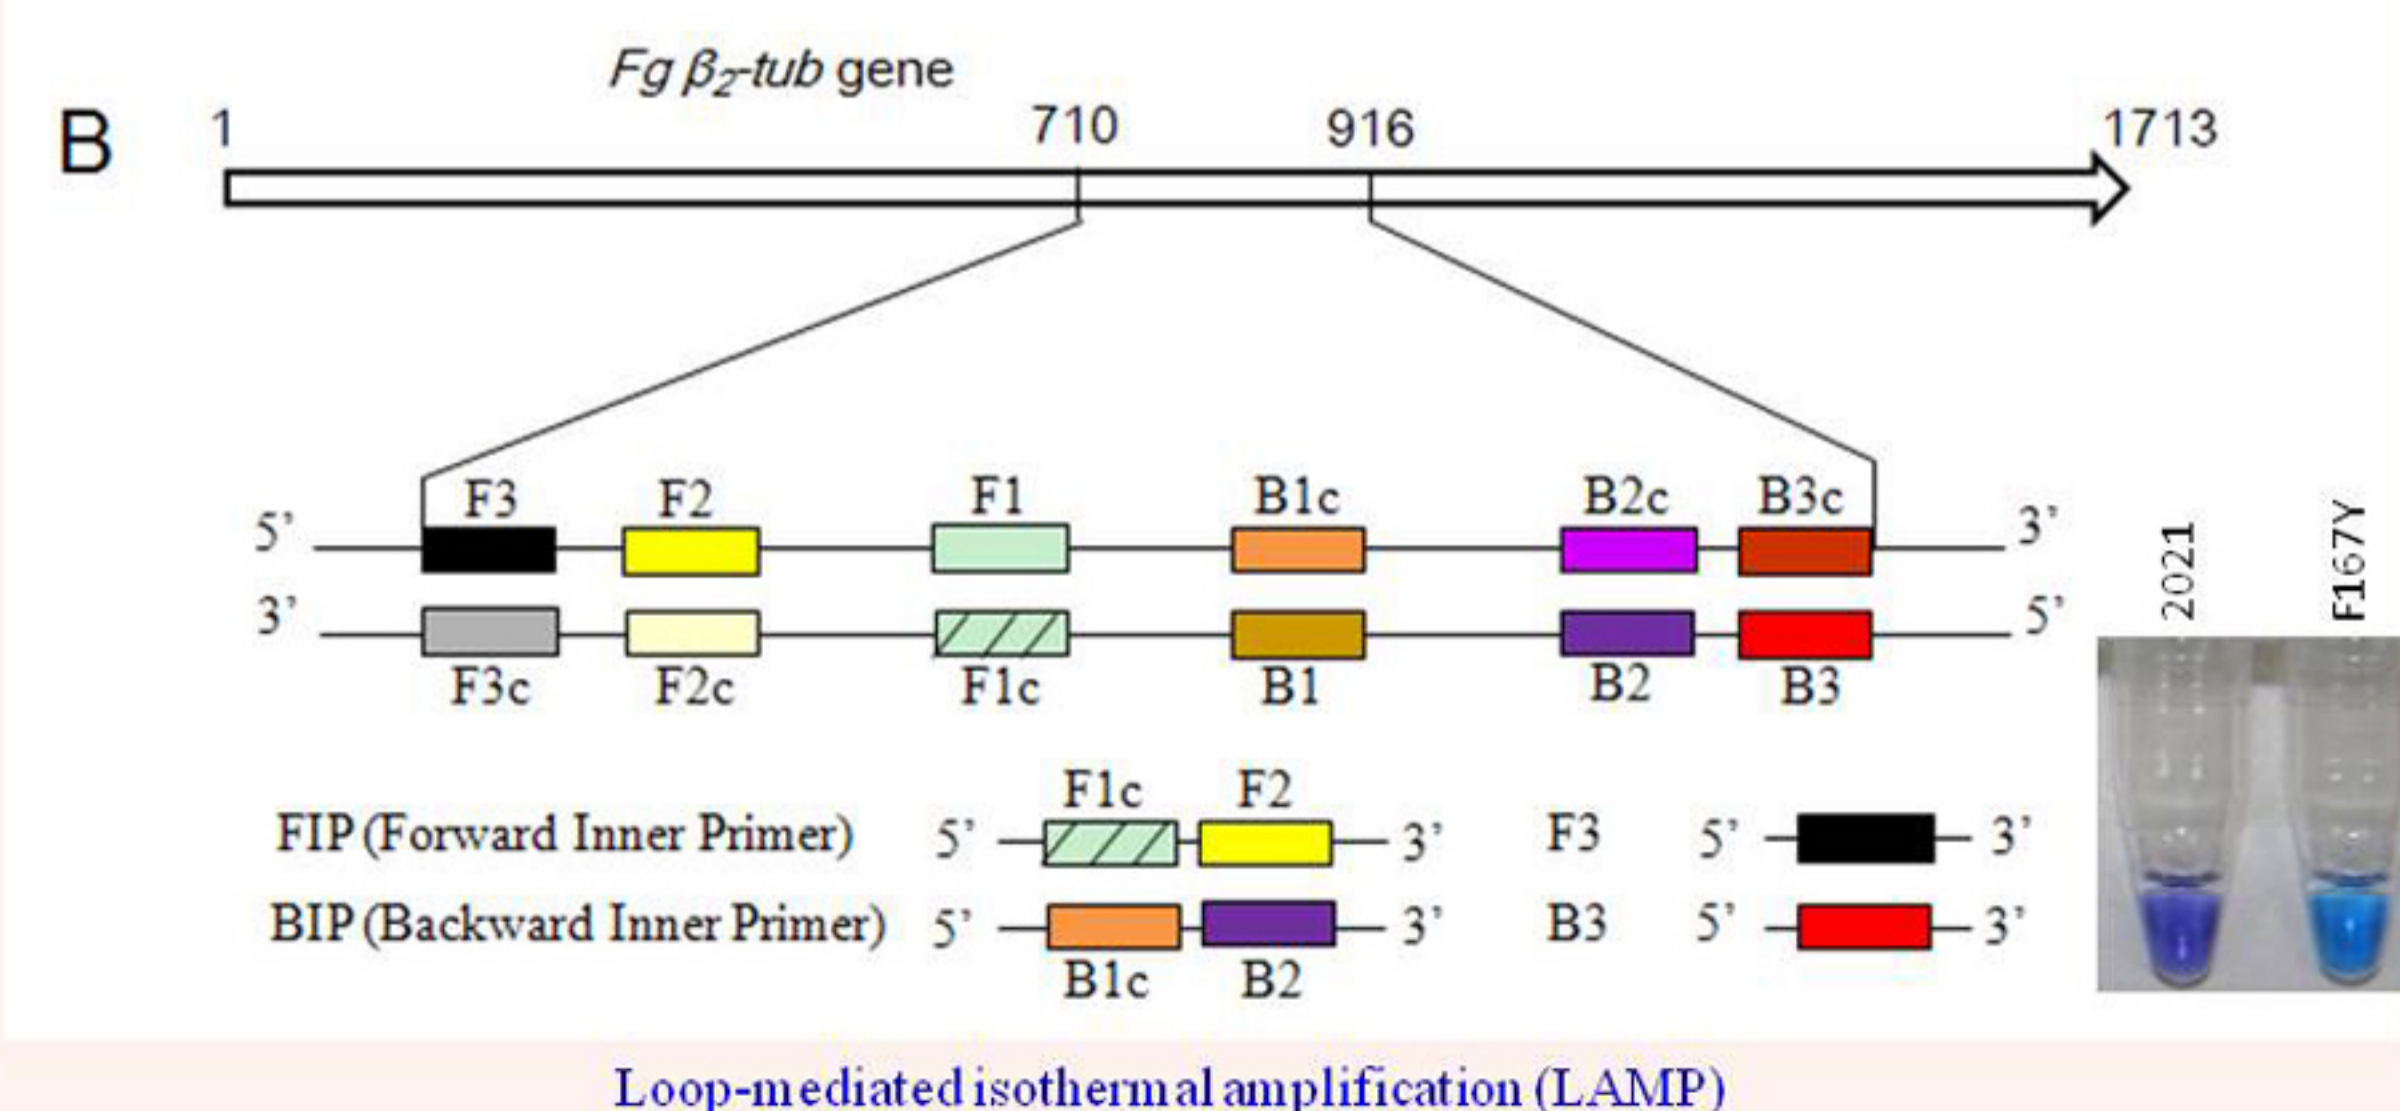 Fg β₂-tub gene
B 1 710 916 1713
F3 F2 F1 B1c B2c B3c
5’ 3’
3’ 5’
F3c F2c F1c B1 B2 B3
2021 F167Y
F1c F2
FIP (Forward Inner Primer) 5’ 3’ F3 5’ 3’
BIP (Backward Inner Primer) 5’ 3’ B3 5’ 3’
B1c B2
Loop-mediated isothermal amplification (LAMP)